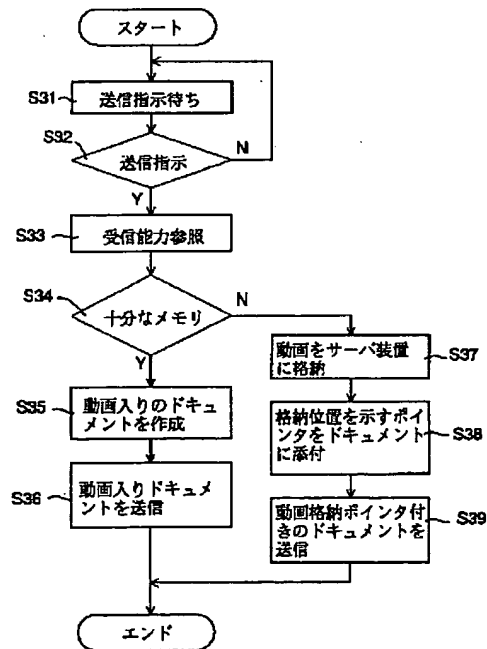 スタート
S31
送信指示待ち
S32
送信指示
N
Y
S33
受信能力参照
S34
十分なメモリ
N
Y
S35
動画入りのドキュ
メントを作成
S36
動画入りドキュメ
ントを送信
動画をサーバ装置
に格納
S37
格納位置を示すポイ
ンタをドキュメント
に添付
S38
動画格納ポインタ付
きのドキュメントを
送信
S39
エンド